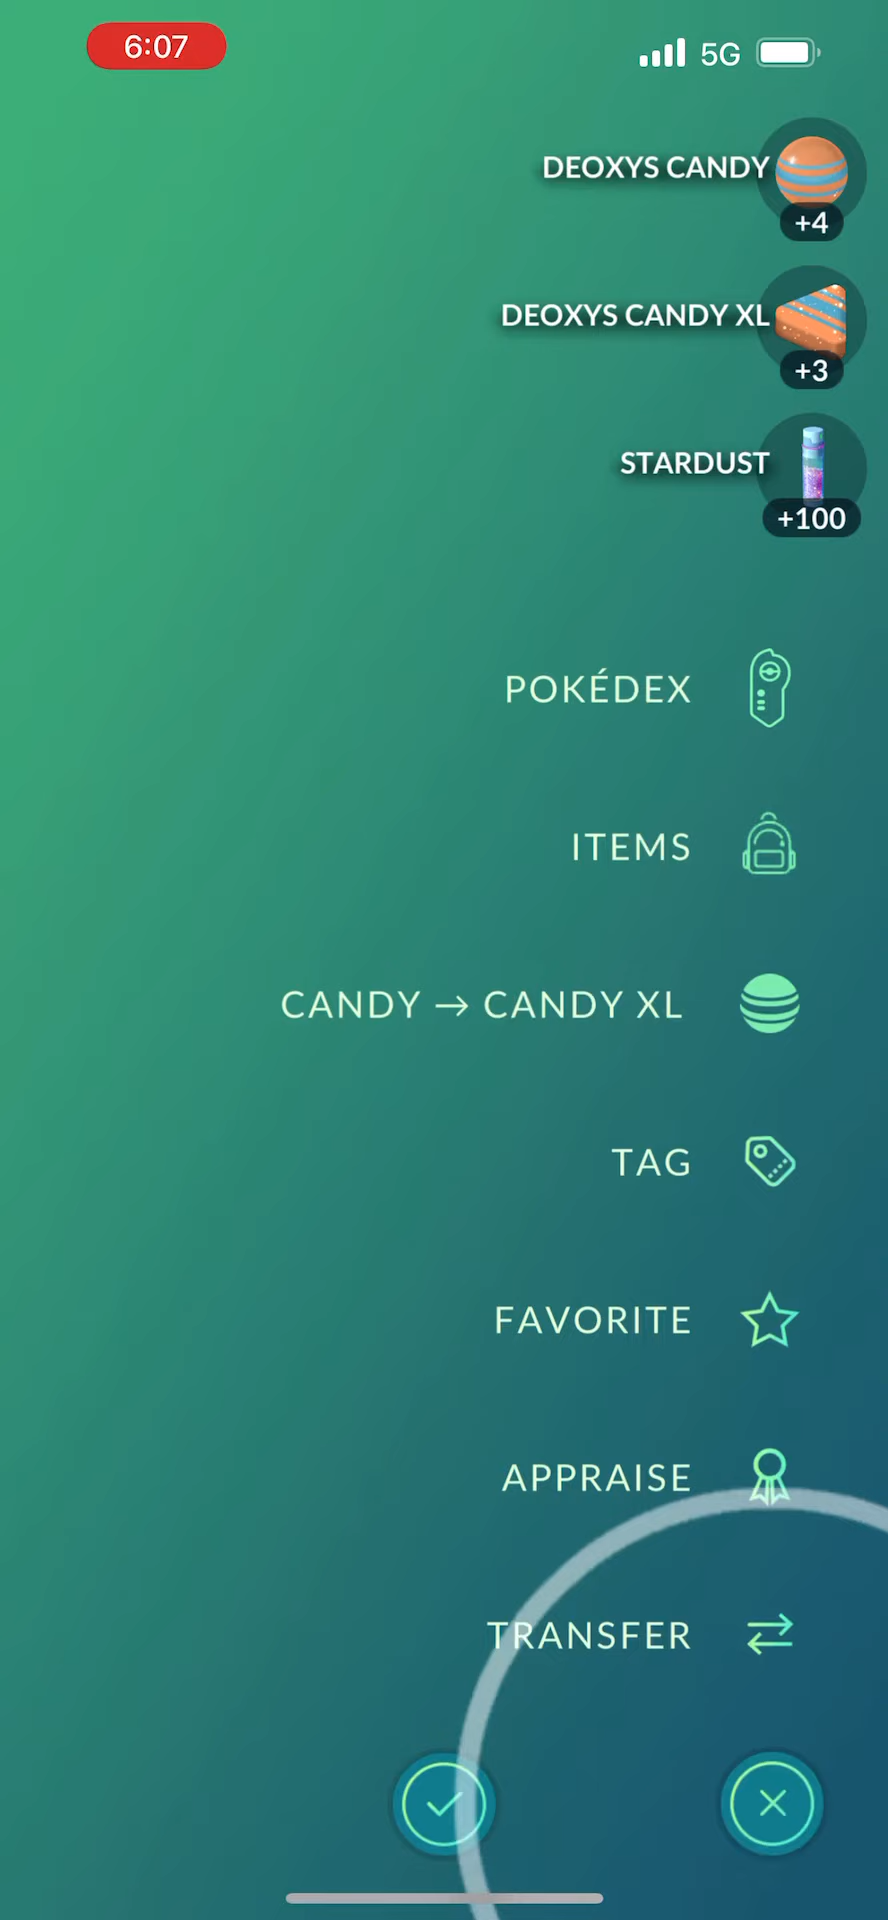 6:07
5G
DEOXYS CANDY
+4
DEOXYS CANDY XL
+3
STARDUST
+100
POKÉDEX
ITEMS
CANDY → CANDY XL
TAG
FAVORITE
APPRAISE
TRANSFER